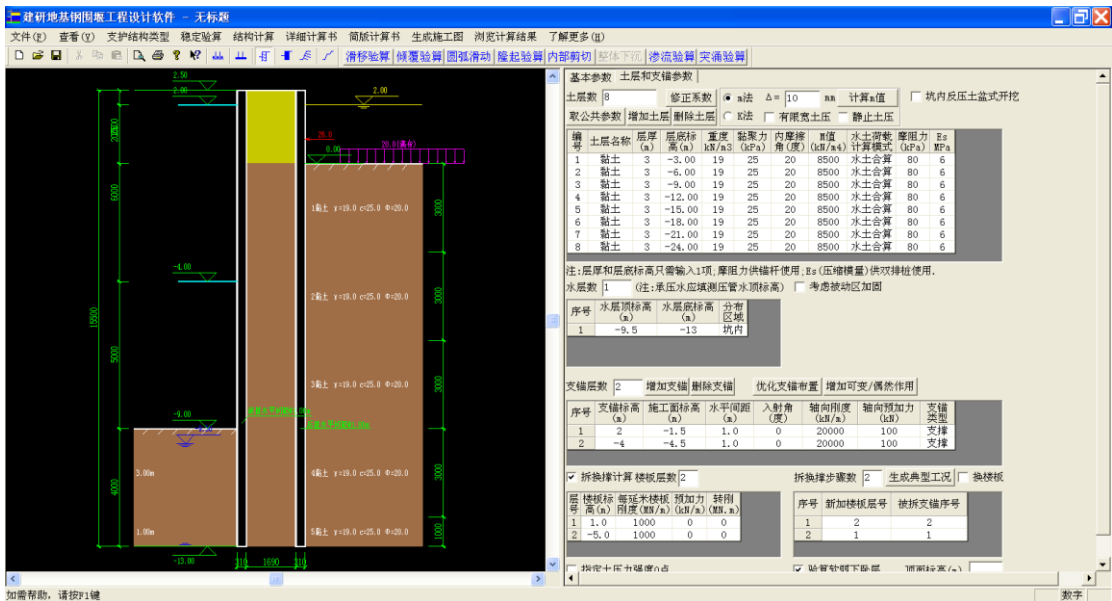 建研地基钢围堰工程设计软件 - 无标题
文件(F) 查看(V) 支护结构类型 稳定验算 结构计算 详细计算书 简版计算书 生成施工图 浏览计算结果 了解更多(H)
滑移验算 倾覆验算 圆弧滑动 隆起验算 内部剪切 整体下沉 渗流验算 突涌验算
2.50
2.00
2.00
25.0
20.0(满布)
0.00
6000
3000
1黏土 γ=19.0 c=25.0 Φ=20.0
-4.00
2黏土 γ=19.0 c=25.0 Φ=20.0
3000
15500
5000
3黏土 γ=19.0 c=25.0 Φ=20.0
3000
-9.00
3.00m
4黏土 γ=19.0 c=25.0 Φ=20.0
3000
4000
1.00m
5黏土 γ=19.0 c=25.0 Φ=20.0
1000
-13.00
310 1690 310
基本参数 土层和支锚参数
土层数 8 修正系数 m法 Δ= 10 mm 计算m值 坑内反压土盆式开挖
取公共参数 增加土层 删除土层 K法 有限宽土压 静止土压
编号 土层名称 层厚(m) 层底标高(m) 重度kN/m3 黏聚力(kPa) 内摩擦角(度) M值(kN/m4) 水土荷载计算模式 摩阻力(kPa) Es MPa
1 黏土 3 -3.00 19 25 20 8500 水土合算 80 6
2 黏土 3 -6.00 19 25 20 8500 水土合算 80 6
3 黏土 3 -9.00 19 25 20 8500 水土合算 80 6
4 黏土 3 -12.00 19 25 20 8500 水土合算 80 6
5 黏土 3 -15.00 19 25 20 8500 水土合算 80 6
6 黏土 3 -18.00 19 25 20 8500 水土合算 80 6
7 黏土 3 -21.00 19 25 20 8500 水土合算 80 6
8 黏土 3 -24.00 19 25 20 8500 水土合算 80 6
注:层厚和层底标高只需输入1项;摩阻力供锚杆使用;Es(压缩模量)供双排桩使用.
水层数 1 (注:承压水应填测压管水顶标高) 考虑被动区加固
序号 水层顶标高(m) 水层底标高(m) 分布区域
1 -9.5 -13 坑内
支锚层数 2 增加支锚 删除支锚 优化支锚布置 增加可变/偶然作用
序号 支锚标高(m) 施工面标高(m) 水平间距(m) 入射角(度) 轴向刚度(kN/m) 轴向预加力(kN) 支锚类型
1 2 -1.5 1.0 0 20000 100 支撑
2 -4 -4.5 1.0 0 20000 100 支撑
拆换撑计算 楼板层数 2 拆换撑步骤数 2 生成典型工况 换楼板
层号 楼板标高(m) 每延米楼板刚度(MN/m) 预加力(kN/m) 转刚(MN.m)
1 1.0 1000 0 0
2 -5.0 1000 0 0
序号 新加楼板层号 被拆支锚序号
1 2 2
2 1 1
指定土压力强度0点 验算软弱下卧层 顶面标高(m)
如需帮助, 请按F1键 数字